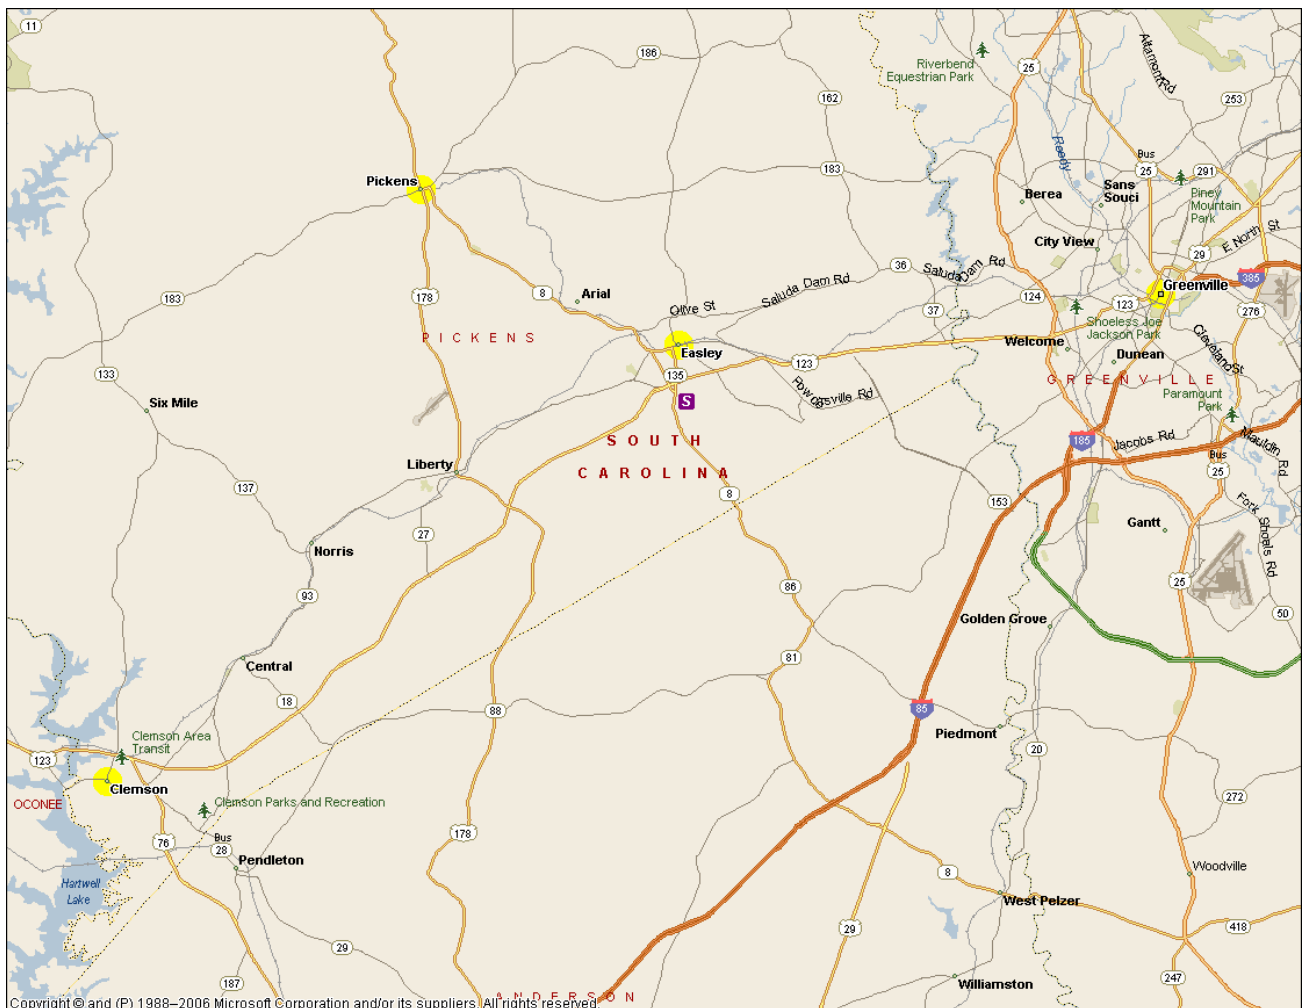 11
186
25
Altamont Rd
Riverbend
Equestrian Park
162
253
Reedy
Bus
183
25
291
Pickens
Sans
Souci
Berea
Piney
Mountain
Park
City View
E North St
29
36
Saluda Dam Rd
Saluda Dam Rd
385
Greenville
178
8
Arial
183
124
123
Olive St
37
276
Shoeless Joe
Jackson Park
PICKENS
Welcome
Cleveland St
Easley
Dunean
123
133
135
GREENVILLE
Powdersville Rd
Paramount
Park
Six Mile
S
SOUTH
185
Jacobs Rd
Mauldin Rd
Bus
Liberty
25
CAROLINA
137
8
153
Fork Shoals Rd
Gantt
27
Norris
86
25
93
50
Golden Grove
81
Central
18
88
85
Clemson Area
Transit
Piedmont
123
20
Clemson
272
OCONEE
Clemson Parks and Recreation
178
76
Bus
28
Pendleton
Woodville
8
Hartwell
Lake
West Pelzer
29
418
29
187
247
Williamston
ANDERSON
Copyright © and (P) 1988–2006 Microsoft Corporation and/or its suppliers. All rights reserved.